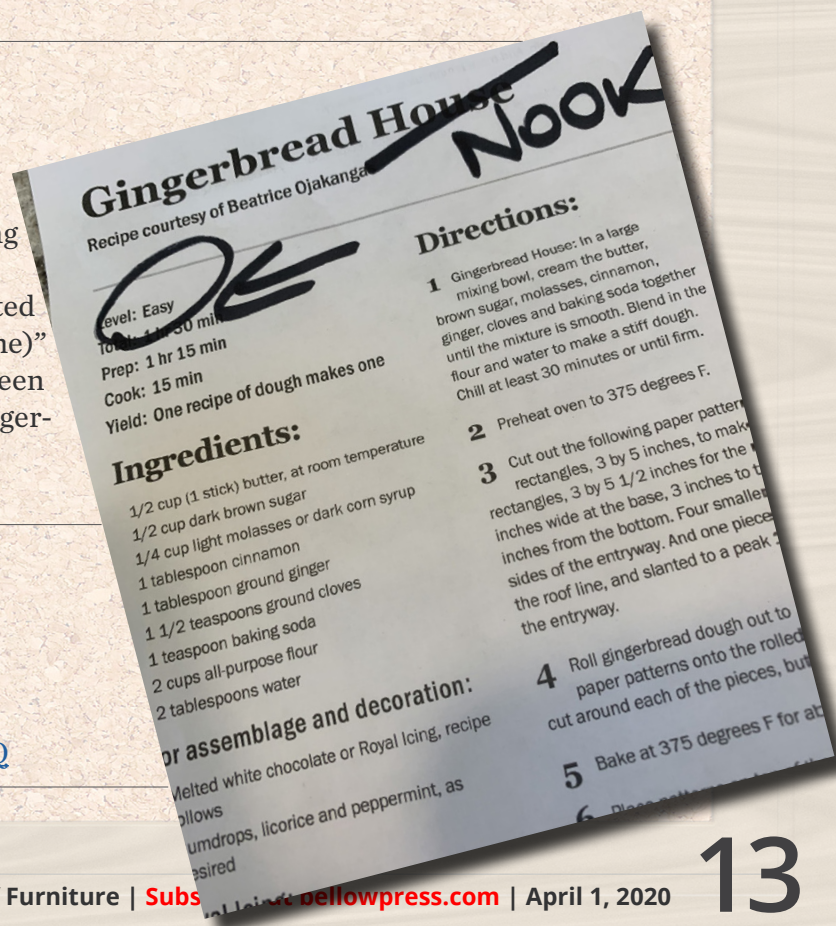 ng
ted
ne)”
een
ger-
Gingerbread House
NOOK
Recipe courtesy of Beatrice Ojakangas
Level: Easy
Total: 1 hr 30 min
Prep: 1 hr 15 min
Cook: 15 min
Yield: One recipe of dough makes one
Ingredients:
1/2 cup (1 stick) butter, at room temperature
1/2 cup dark brown sugar
1/4 cup light molasses or dark corn syrup
1 tablespoon cinnamon
1 tablespoon ground ginger
1 1/2 teaspoons ground cloves
1 teaspoon baking soda
2 cups all-purpose flour
2 tablespoons water
or assemblage and decoration:
Melted white chocolate or Royal Icing, recipe
ollows
umdrops, licorice and peppermint, as
esired
Directions:
1 Gingerbread House: In a large
mixing bowl, cream the butter,
brown sugar, molasses, cinnamon,
ginger, cloves and baking soda together
until the mixture is smooth. Blend in the
flour and water to make a stiff dough.
Chill at least 30 minutes or until firm.
2 Preheat oven to 375 degrees F.
3 Cut out the following paper patter
rectangles, 3 by 5 inches, to mak
rectangles, 3 by 5 1/2 inches for the
inches wide at the base, 3 inches to t
inches from the bottom. Four smaller
sides of the entryway. And one piece
the roof line, and slanted to a peak
the entryway.
4 Roll gingerbread dough out to
paper patterns onto the rolled
cut around each of the pieces, but
5 Bake at 375 degrees F for ab
6
Furniture | Subs bellowpress.com | April 1, 2020
13